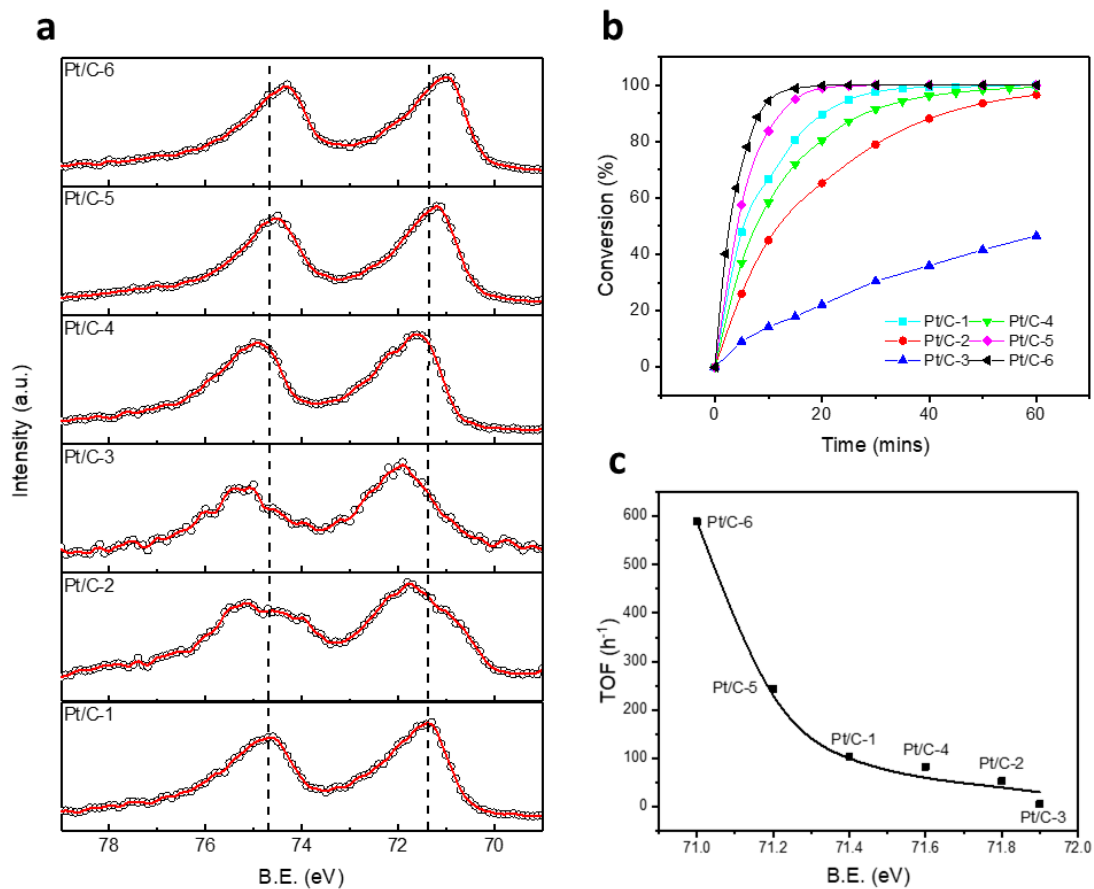 a
Pt/C-6
Pt/C-5
Pt/C-4
Pt/C-3
Pt/C-2
Pt/C-1
Intensity (a.u.)
78 76 74 72 70
B.E. (eV)
b
100
80
60
40
20
0
Conversion (%)
Pt/C-1 Pt/C-4
Pt/C-2 Pt/C-5
Pt/C-3 Pt/C-6
0 20 40 60
Time (mins)
c
600
500
400
300
200
100
0
TOF (h⁻¹)
Pt/C-6
Pt/C-5
Pt/C-1
Pt/C-4
Pt/C-2
Pt/C-3
71.0 71.2 71.4 71.6 71.8 72.0
B.E. (eV)